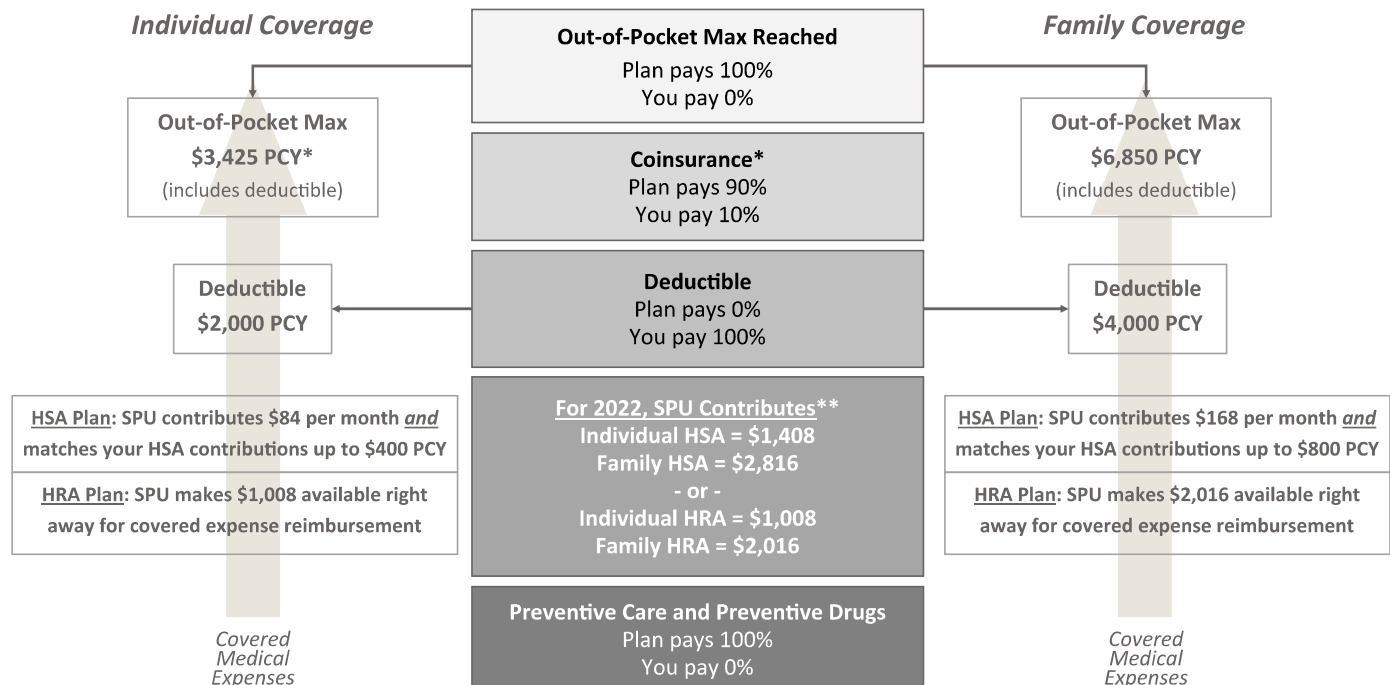 Individual Coverage
Out-of-Pocket Max
$3,425 PCY*
(includes deductible)
Deductible
$2,000 PCY
HSA Plan: SPU contributes $84 per month and
matches your HSA contributions up to $400 PCY
HRA Plan: SPU makes $1,008 available right
away for covered expense reimbursement
Covered
Medical
Expenses
Out-of-Pocket Max Reached
Plan pays 100%
You pay 0%
Coinsurance*
Plan pays 90%
You pay 10%
Deductible
Plan pays 0%
You pay 100%
For 2022, SPU Contributes**
Individual HSA = $1,408
Family HSA = $2,816
- or -
Individual HRA = $1,008
Family HRA = $2,016
Preventive Care and Preventive Drugs
Plan pays 100%
You pay 0%
Family Coverage
Out-of-Pocket Max
$6,850 PCY
(includes deductible)
Deductible
$4,000 PCY
HSA Plan: SPU contributes $168 per month and
matches your HSA contributions up to $800 PCY
HRA Plan: SPU makes $2,016 available right
away for covered expense reimbursement
Covered
Medical
Expenses